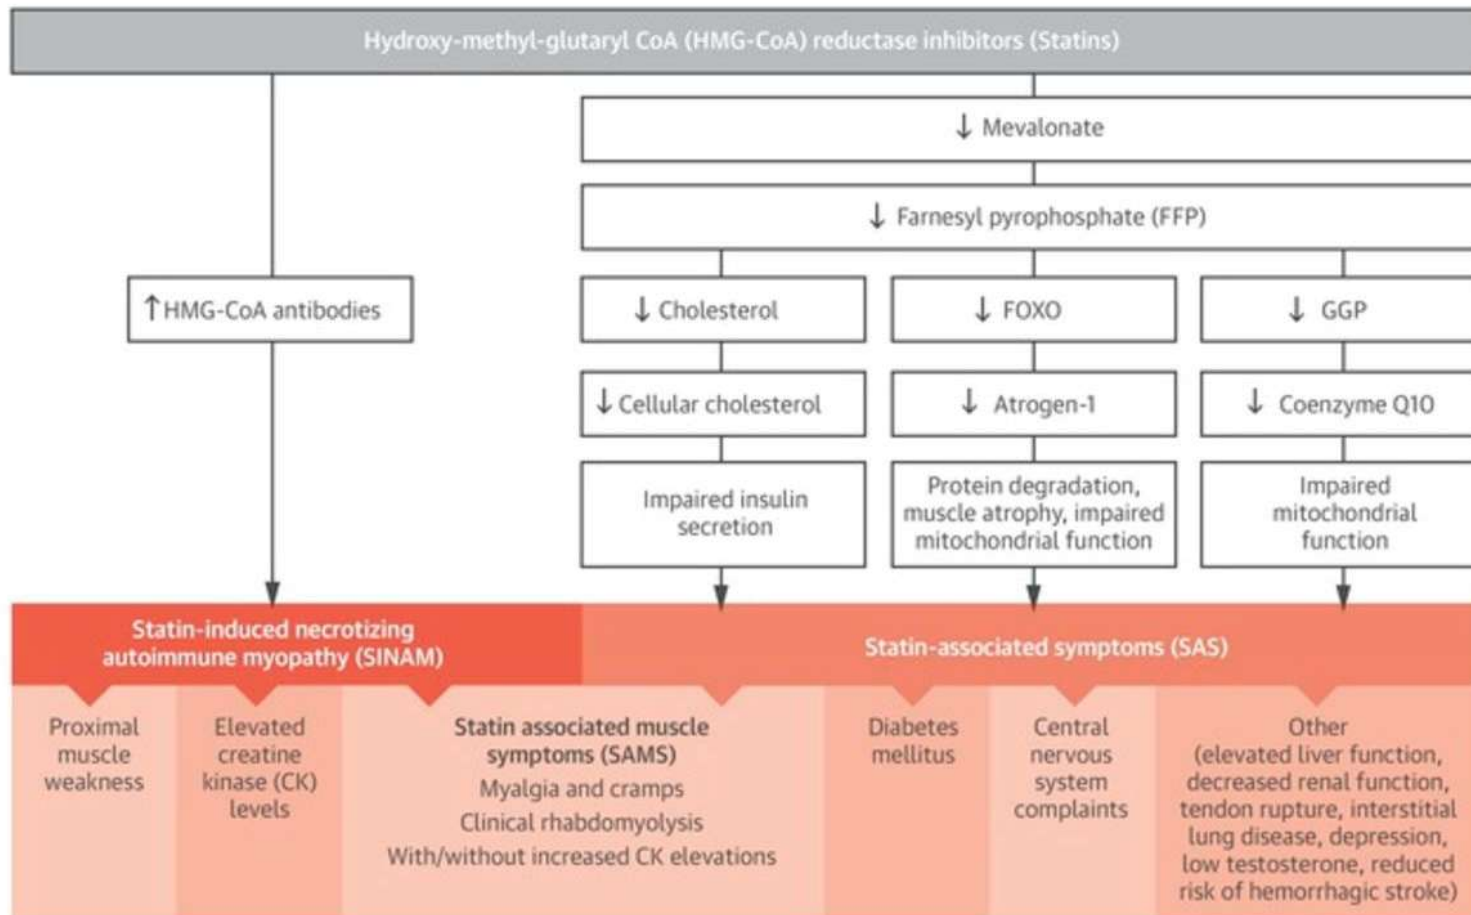 Hydroxy-methyl-glutaryl CoA (HMG-CoA) reductase inhibitors (Statins)
↓ Mevalonate
↓ Farnesyl pyrophosphate (FFP)
↑HMG-CoA antibodies
↓ Cholesterol
↓ FOXO
↓ GGP
↓ Cellular cholesterol
↓ Atrogen-1
↓ Coenzyme Q10
Impaired insulin
secretion
Protein degradation,
muscle atrophy, impaired
mitochondrial function
Impaired
mitochondrial
function
Statin-induced necrotizing
autoimmune myopathy (SINAM)
Statin-associated symptoms (SAS)
Proximal
muscle
weakness
Elevated
creatine
kinase (CK)
levels
Statin associated muscle
symptoms (SAMS)
Myalgia and cramps
Clinical rhabdomyolysis
With/without increased CK elevations
Diabetes
mellitus
Central
nervous
system
complaints
Other
(elevated liver function,
decreased renal function,
tendon rupture, interstitial
lung disease, depression,
low testosterone, reduced
risk of hemorrhagic stroke)